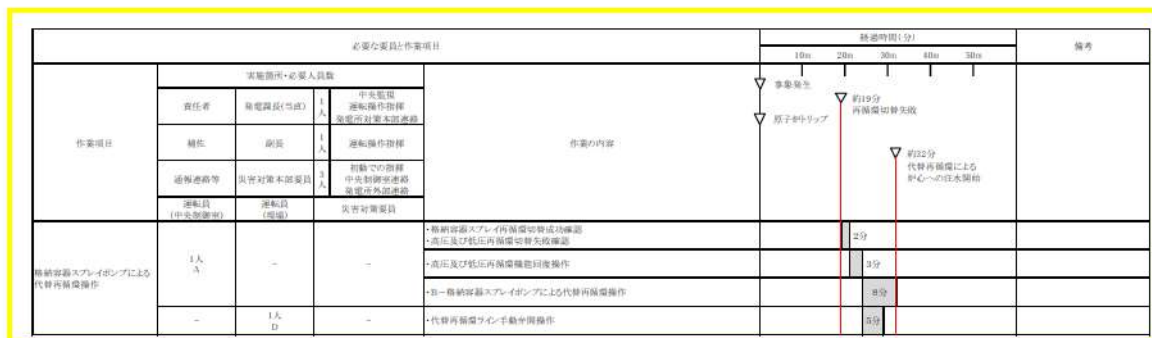 必要な要員と作業項目
経過時間(分)
備考
10m 20m 30m 40m 50m
実施箇所・必要人員数
事象発生
作業項目
責任者
発電課長(当直)
1人
中央監視
運転操作指揮
発電所対策本部連絡
作業の内容
約19分
再循環切替失敗
原子炉トリップ
補佐
副長
1人
運転操作指揮
約32分
代替再循環による
炉心への注水開始
通報連絡等
災害対策本部要員
3人
初動での指揮
中央制御室連絡
発電所外部連絡
運転員
(中央制御室)
運転員
(現場)
災害対策要員
格納容器スプレイポンプによる
代替再循環操作
1人
A
-
-
・格納容器スプレイ再循環切替成功確認
・高圧及び低圧再循環切替失敗確認
2分
・高圧及び低圧再循環機能回復操作
3分
・B-格納容器スプレイポンプによる代替再循環操作
8分
-
1人
D
-
・代替再循環ライン手動弁開操作
5分